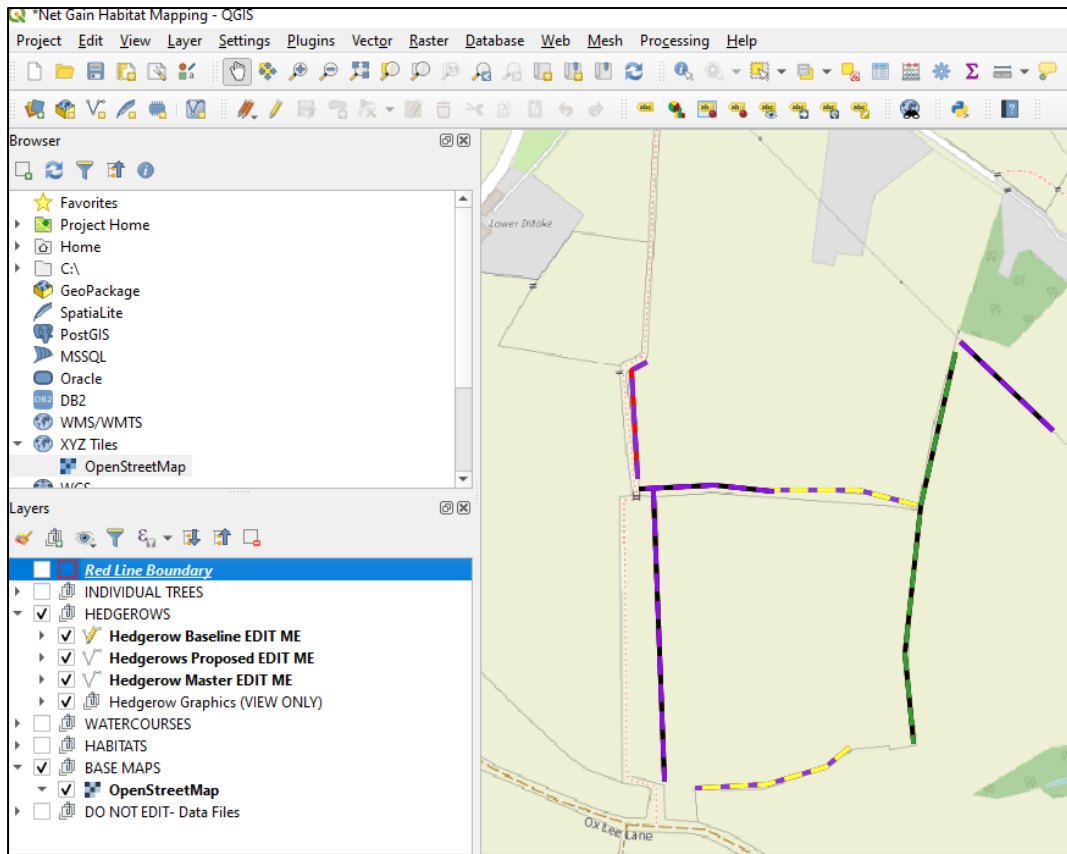 *Net Gain Habitat Mapping - QGIS
Project Edit View Layer Settings Plugins Vector Raster Database Web Mesh Processing Help
Browser
Favorites
Project Home
Home
C:\
GeoPackage
SpatiaLite
PostGIS
MSSQL
Oracle
DB2
WMS/WMTS
XYZ Tiles
OpenStreetMap
WCS
Layers
Red Line Boundary
INDIVIDUAL TREES
HEDGEROWS
Hedgerow Baseline EDIT ME
Hedgerows Proposed EDIT ME
Hedgerow Master EDIT ME
Hedgerow Graphics (VIEW ONLY)
WATERCOURSES
HABITATS
BASE MAPS
OpenStreetMap
DO NOT EDIT- Data Files
Lower Intake
Ox Lee Lane